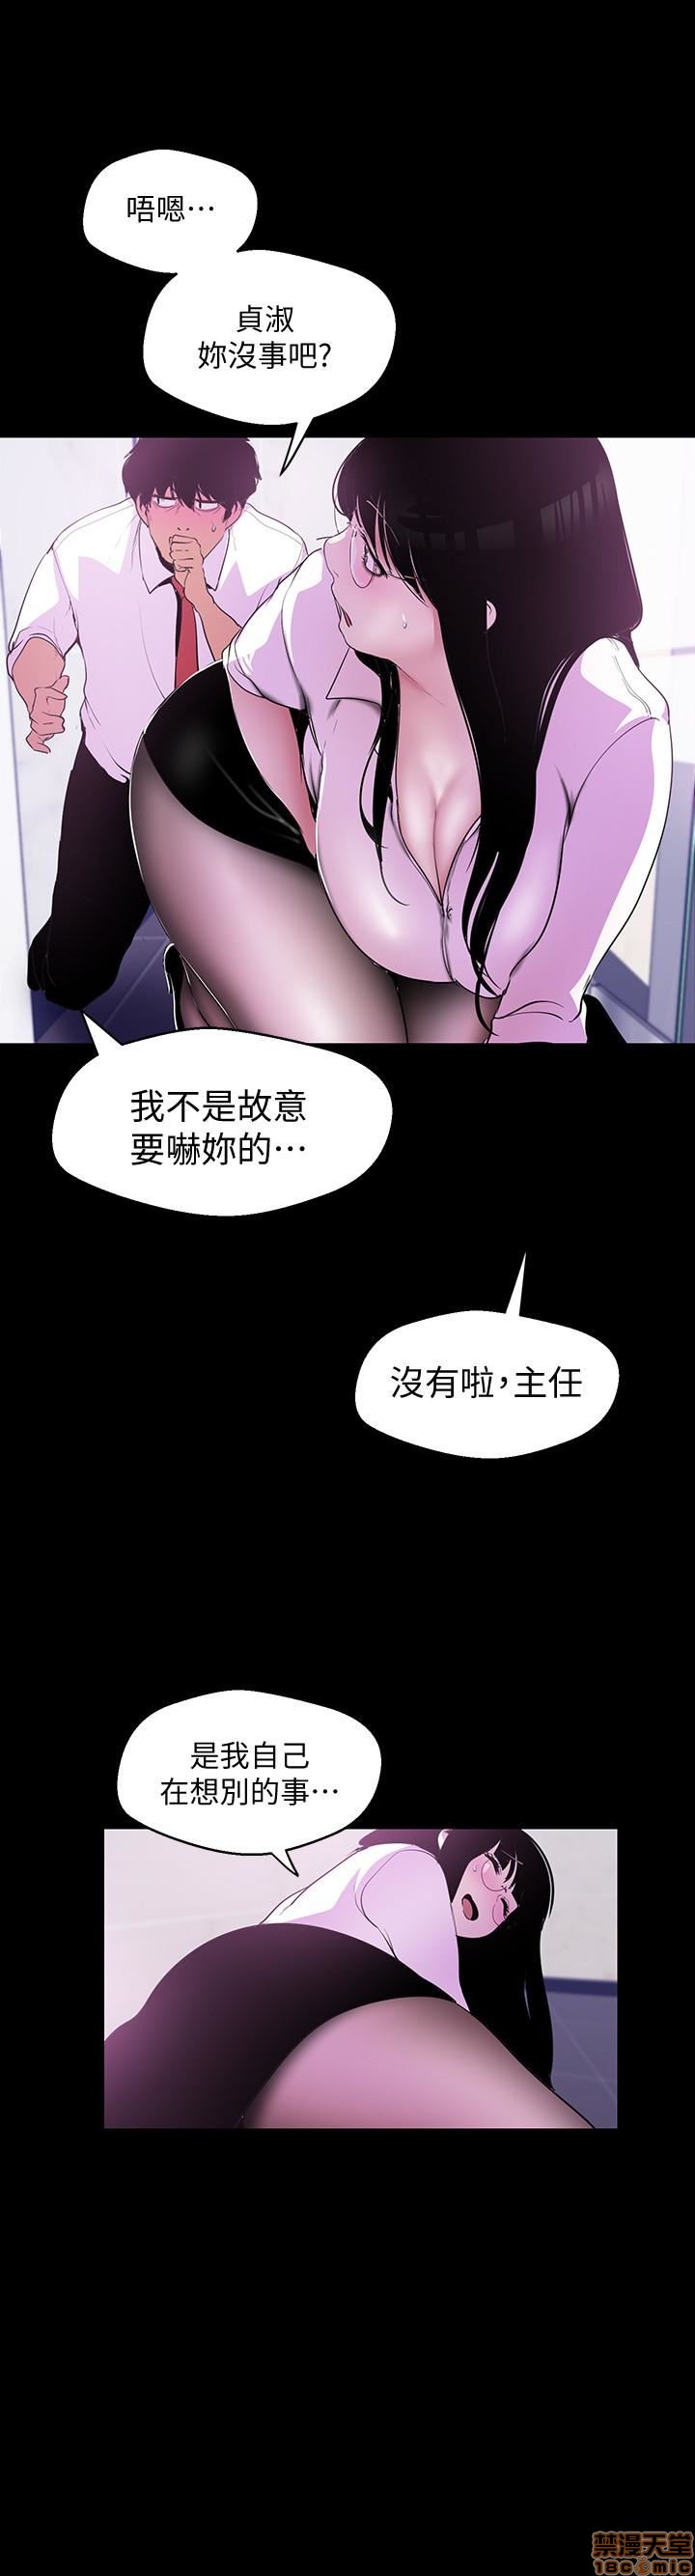 唔嗯…
貞淑
妳沒事吧?
我不是故意
要嚇妳的…
沒有啦，主任
是我自己
在想別的事…
禁漫天堂
18comic